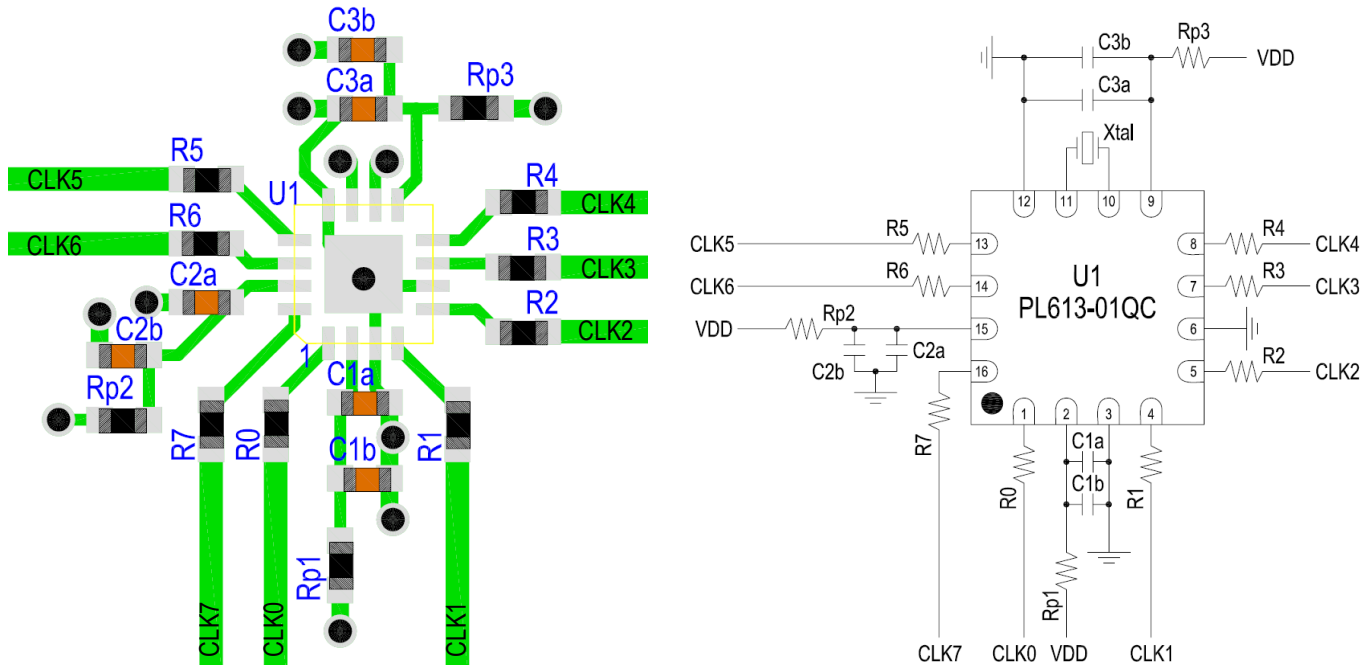 C3b
C3a
Rp3
R5
CLK5
U1
R4
CLK4
R6
CLK6
R3
CLK3
C2a
C2b
R2
CLK2
1
Rp2
C1a
R7
R0
C1b
R1
Rp1
CLK7
CLK0
CLK1
C3b
Rp3
VDD
C3a
Xtal
12
11
10
9
CLK5
R5
13
8
R4
CLK4
CLK6
R6
14
U1
PL613-01QC
7
R3
CLK3
VDD
Rp2
15
6
C2b
C2a
16
5
R2
CLK2
1
2
3
4
R7
R0
C1a
C1b
R1
Rp1
CLK7
CLK0
VDD
CLK1